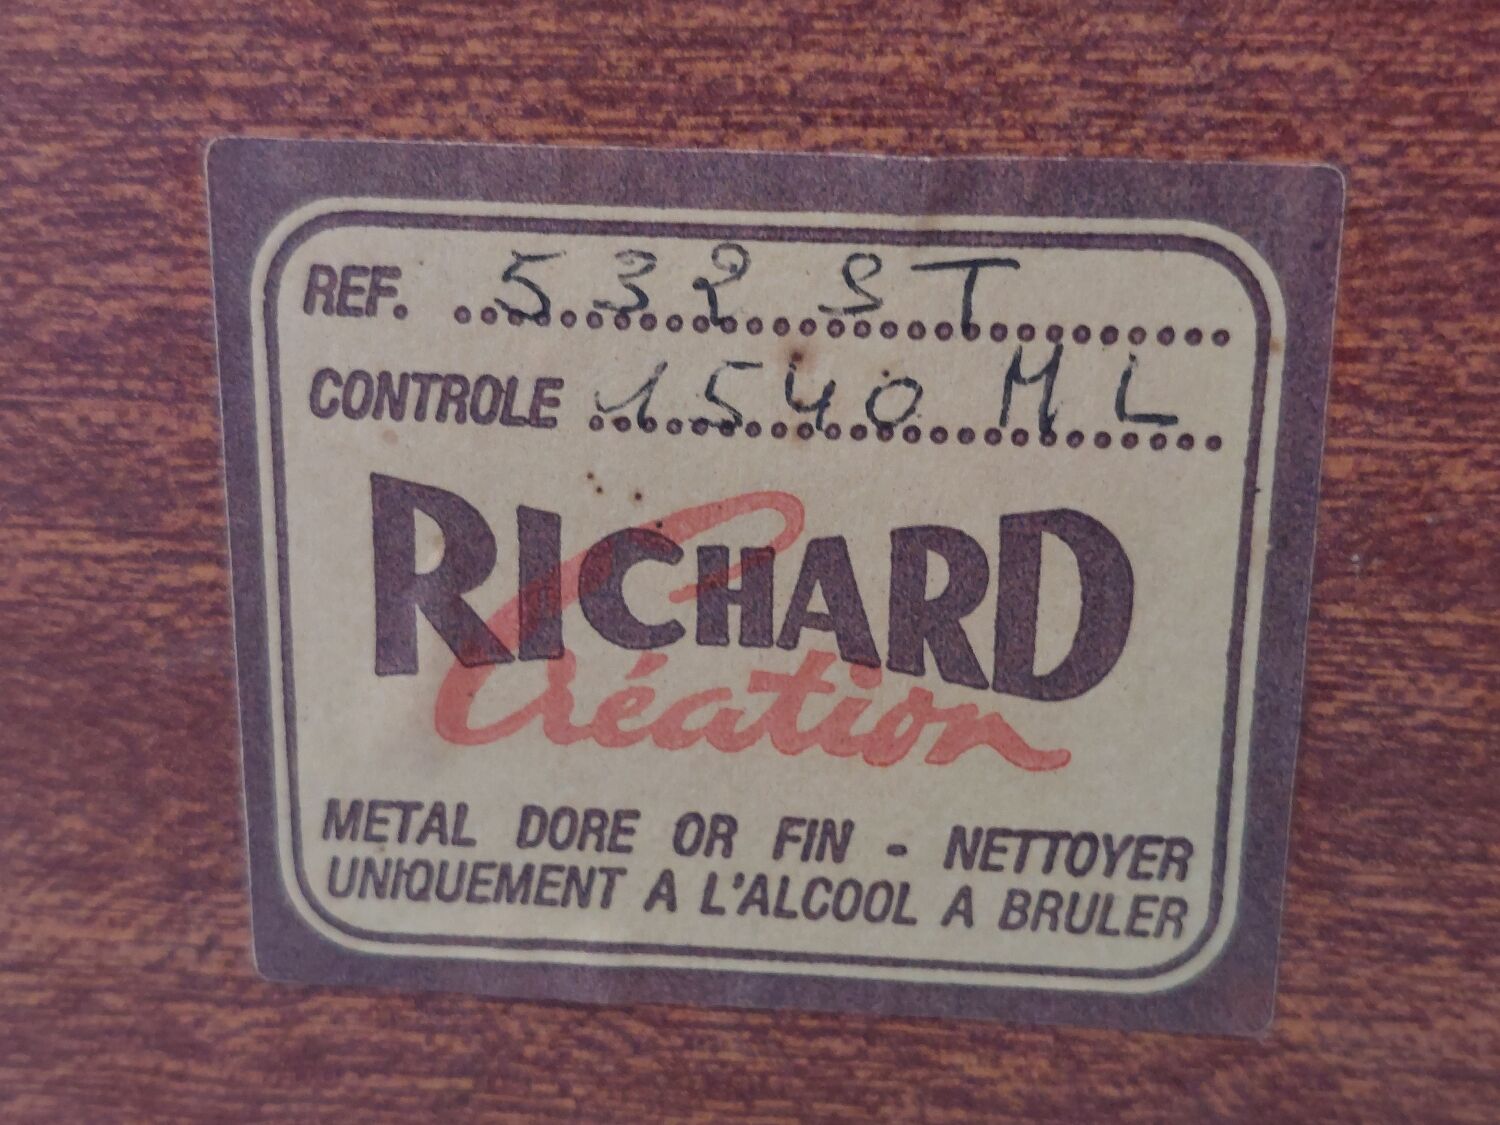 REF. 532 ST
CONTROLE 1540 ML
RICHARD
Création
METAL DORE OR FIN - NETTOYER
UNIQUEMENT A L'ALCOOL A BRULER